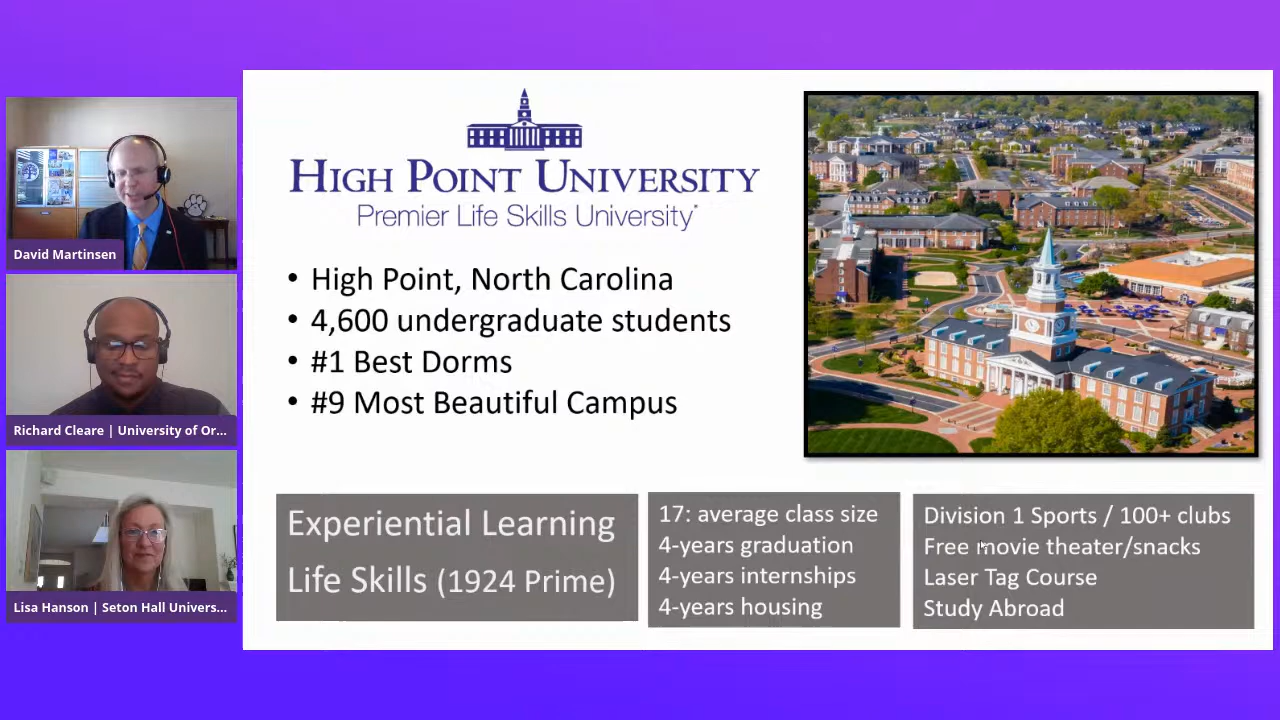 David Martinsen
Richard Cleare | University of Or...
Lisa Hanson | Seton Hall Univers...
HIGH POINT UNIVERSITY
Premier Life Skills University*
• High Point, North Carolina
• 4,600 undergraduate students
• #1 Best Dorms
• #9 Most Beautiful Campus
Experiential Learning
Life Skills (1924 Prime)
17: average class size
4-years graduation
4-years internships
4-years housing
Division 1 Sports / 100+ clubs
Free movie theater/snacks
Laser Tag Course
Study Abroad